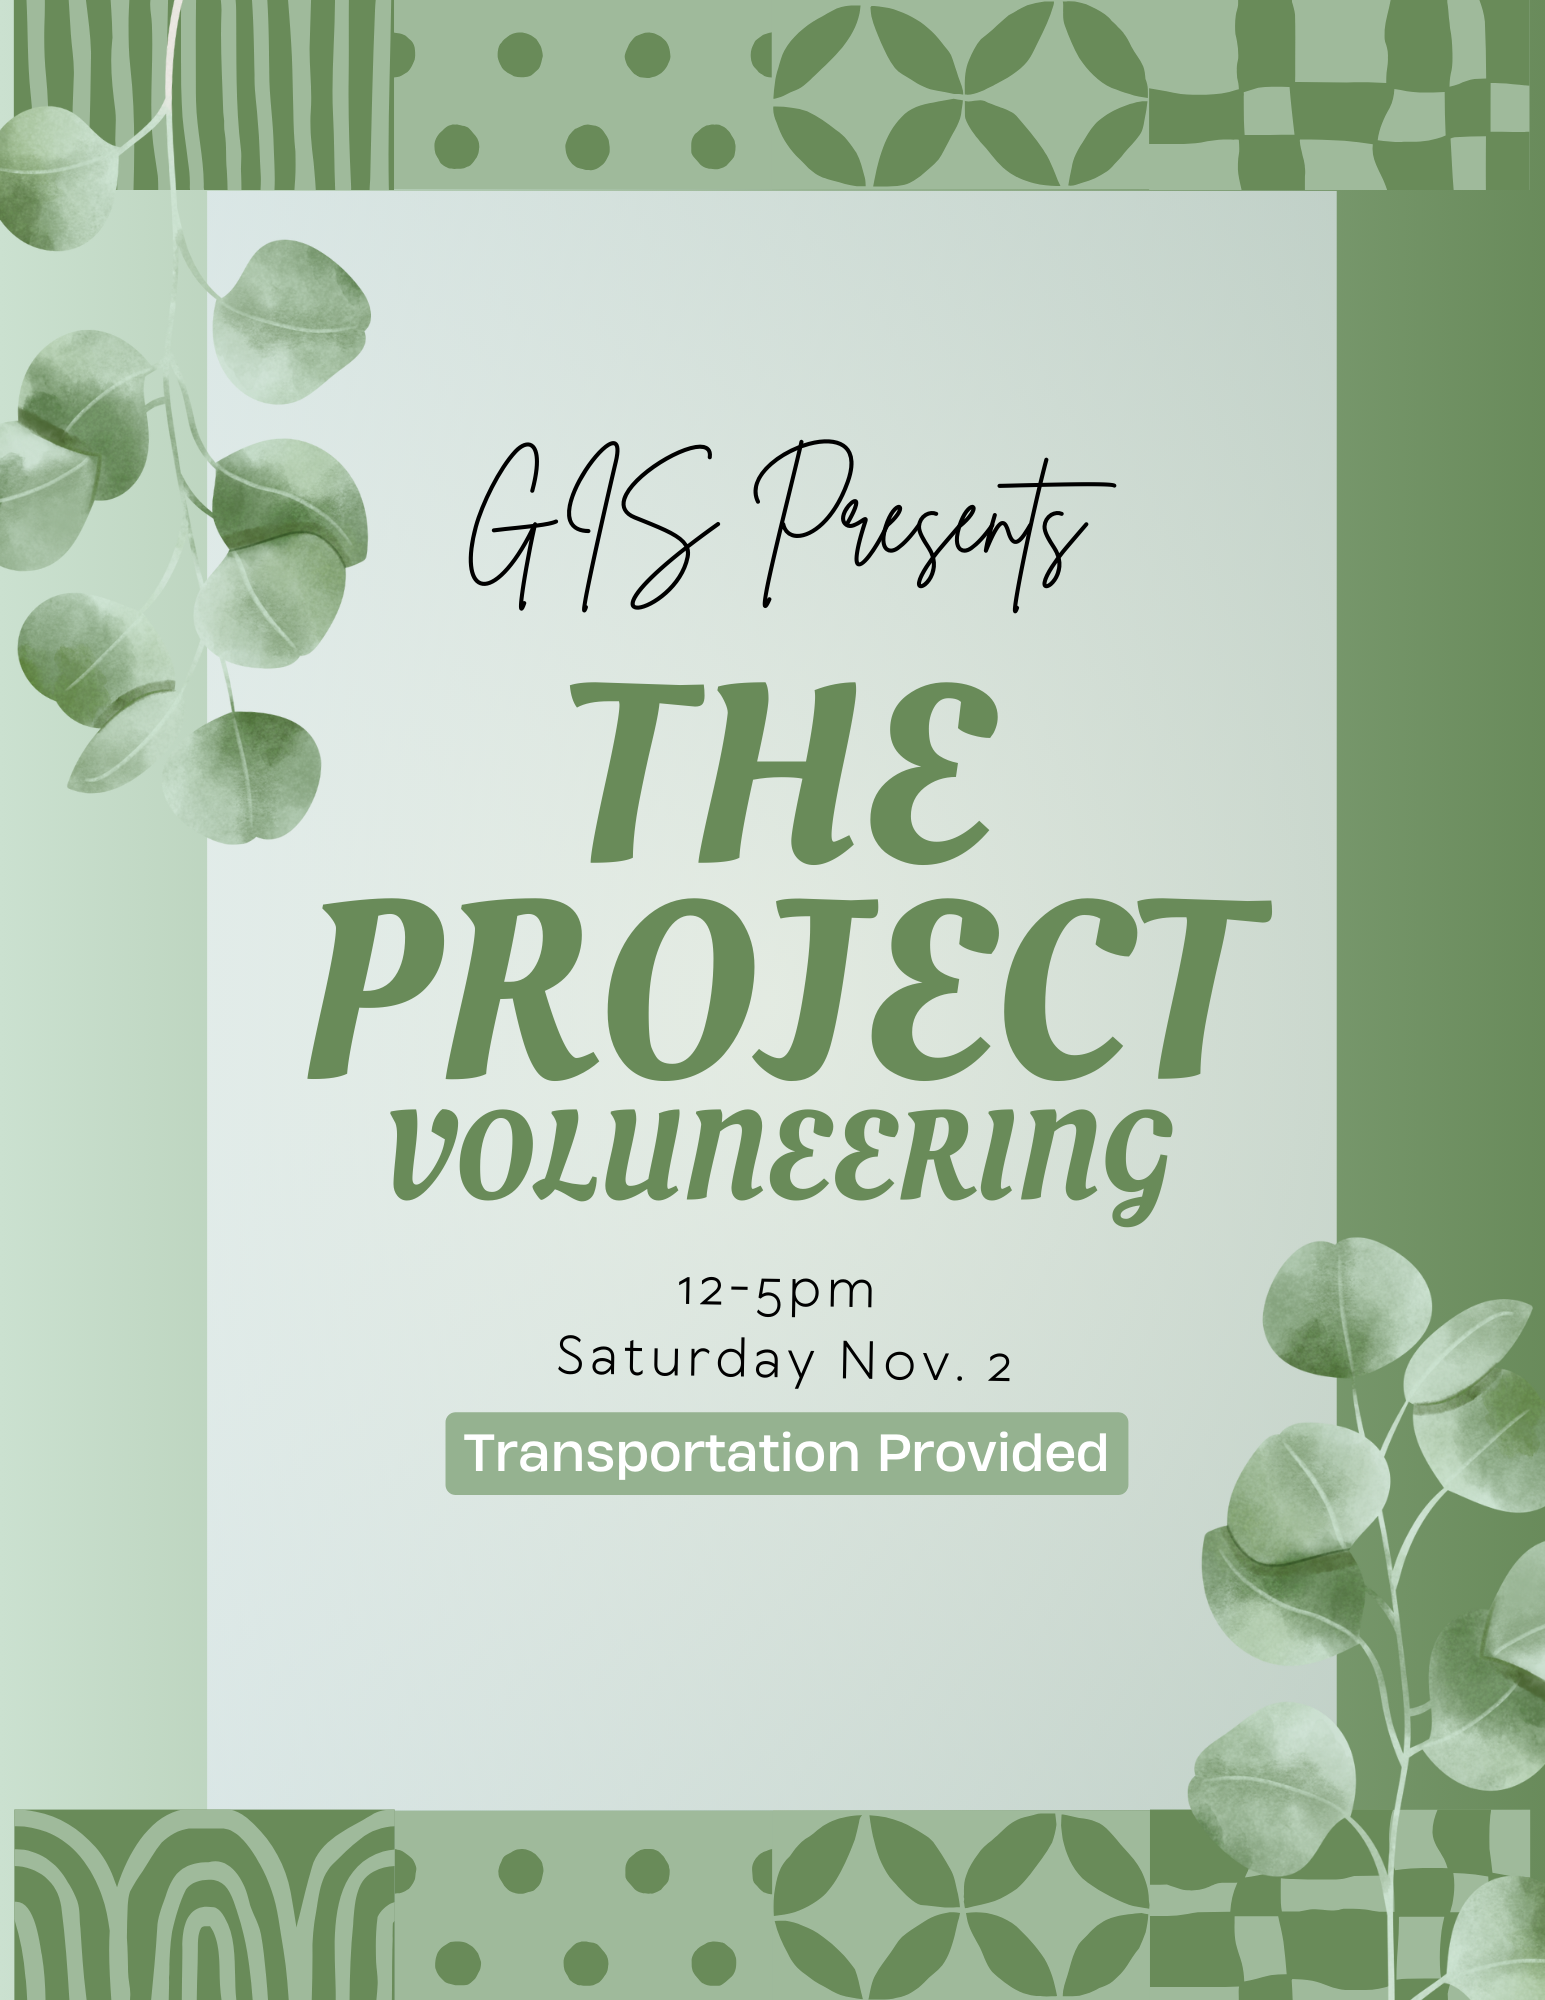 GIS Presents
THE
PROJECT
VOLUNEERING
12-5pm
Saturday Nov. 2
Transportation Provided